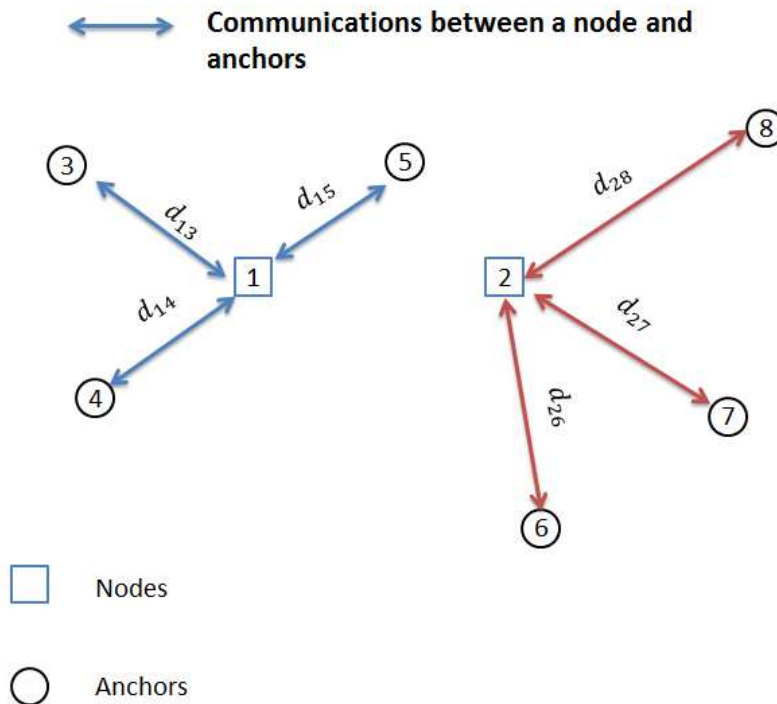 Communications between a node and
anchors
8
3
5
d₂₈
d₁₅
d₁₃
1
2
d₁₄
d₂₇
4
d₂₆
7
6
Nodes
Anchors